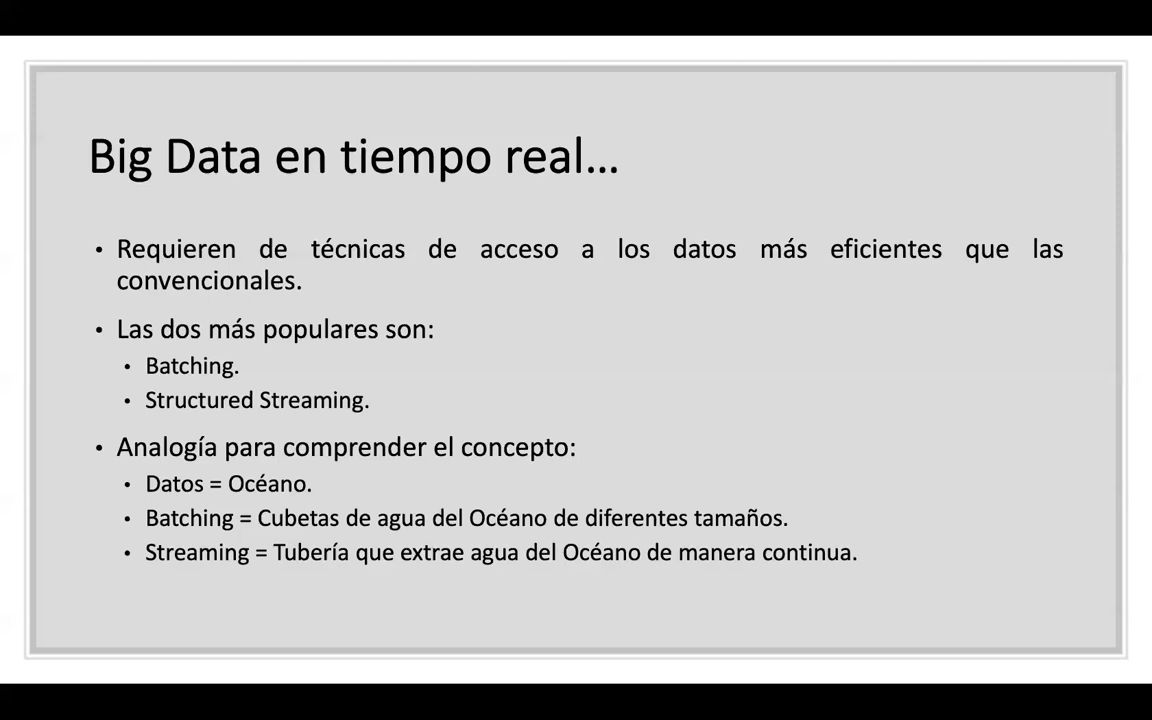 Big Data en tiempo real...
• Requieren de técnicas de acceso a los datos más eficientes que las
convencionales.
• Las dos más populares son:
• Batching.
• Structured Streaming.
• Analogía para comprender el concepto:
• Datos = Océano.
• Batching = Cubetas de agua del Océano de diferentes tamaños.
• Streaming = Tubería que extrae agua del Océano de manera continua.